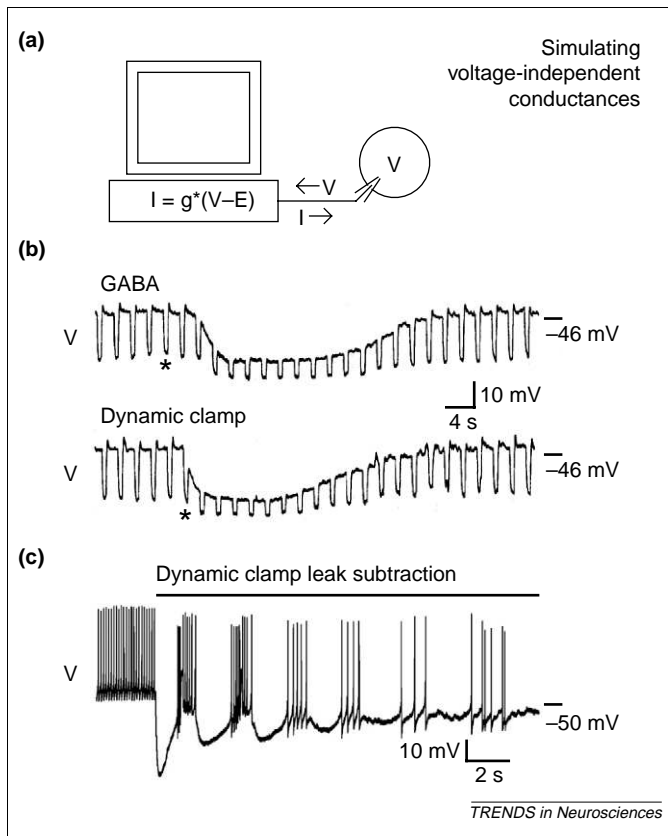 (a)
Simulating
voltage-independent
conductances
V
←V
I = g*(V–E)
I→
(b)
GABA
V
–46 mV
*
10 mV
4 s
Dynamic clamp
V
–46 mV
*
(c)
Dynamic clamp leak subtraction
V
–50 mV
10 mV
2 s
TRENDS in Neurosciences